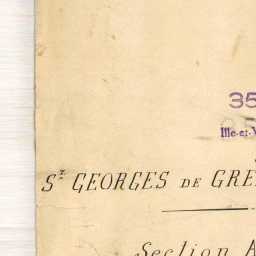 35
Ille-et-V
St GEORGES DE GRE
Section A